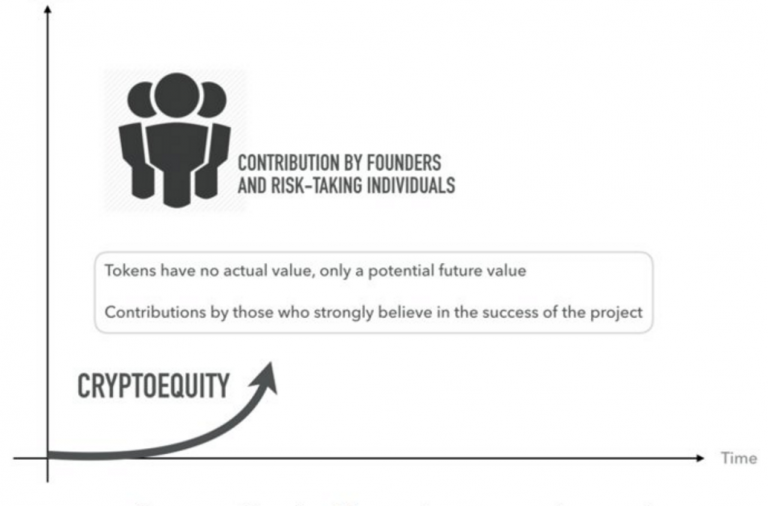 CONTRIBUTION BY FOUNDERS
AND RISK-TAKING INDIVIDUALS
Tokens have no actual value, only a potential future value
Contributions by those who strongly believe in the success of the project
CRYPTOEQUITY
Time